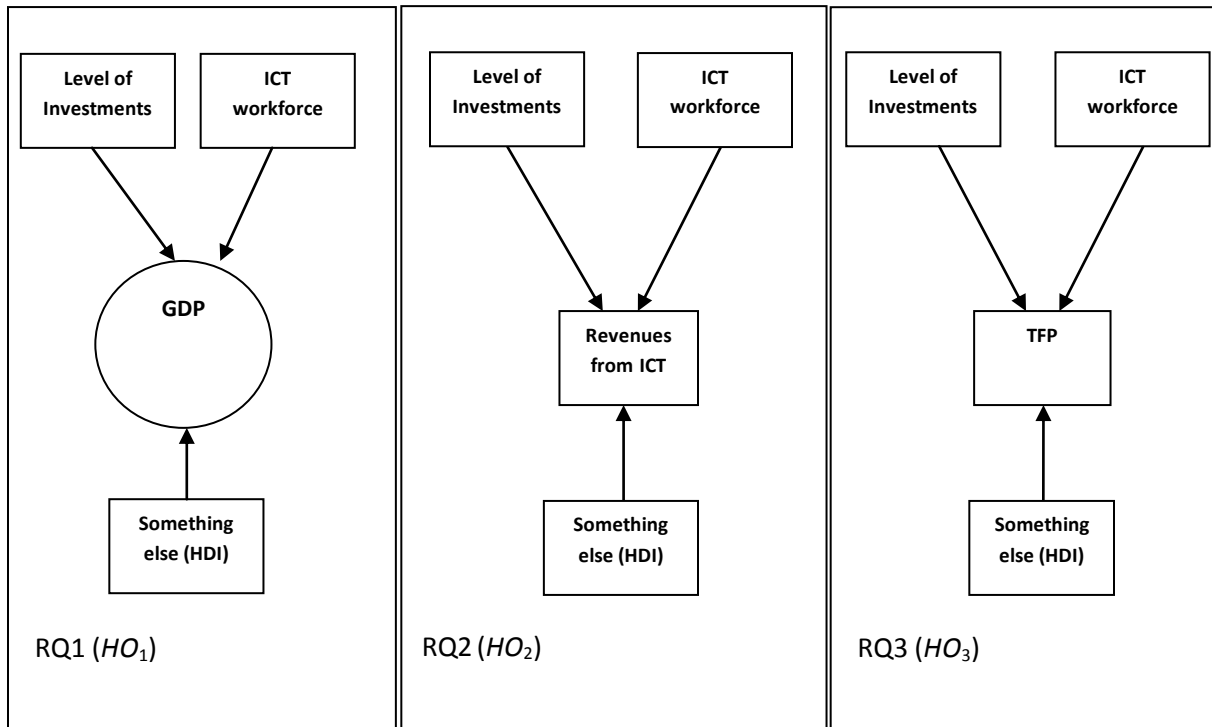 Level of
Investments
ICT
workforce
GDP
Something
else (HDI)
RQ1 (HO₁)
Level of
Investments
ICT
workforce
Revenues
from ICT
Something
else (HDI)
RQ2 (HO₂)
Level of
Investments
ICT
workforce
TFP
Something
else (HDI)
RQ3 (HO₃)